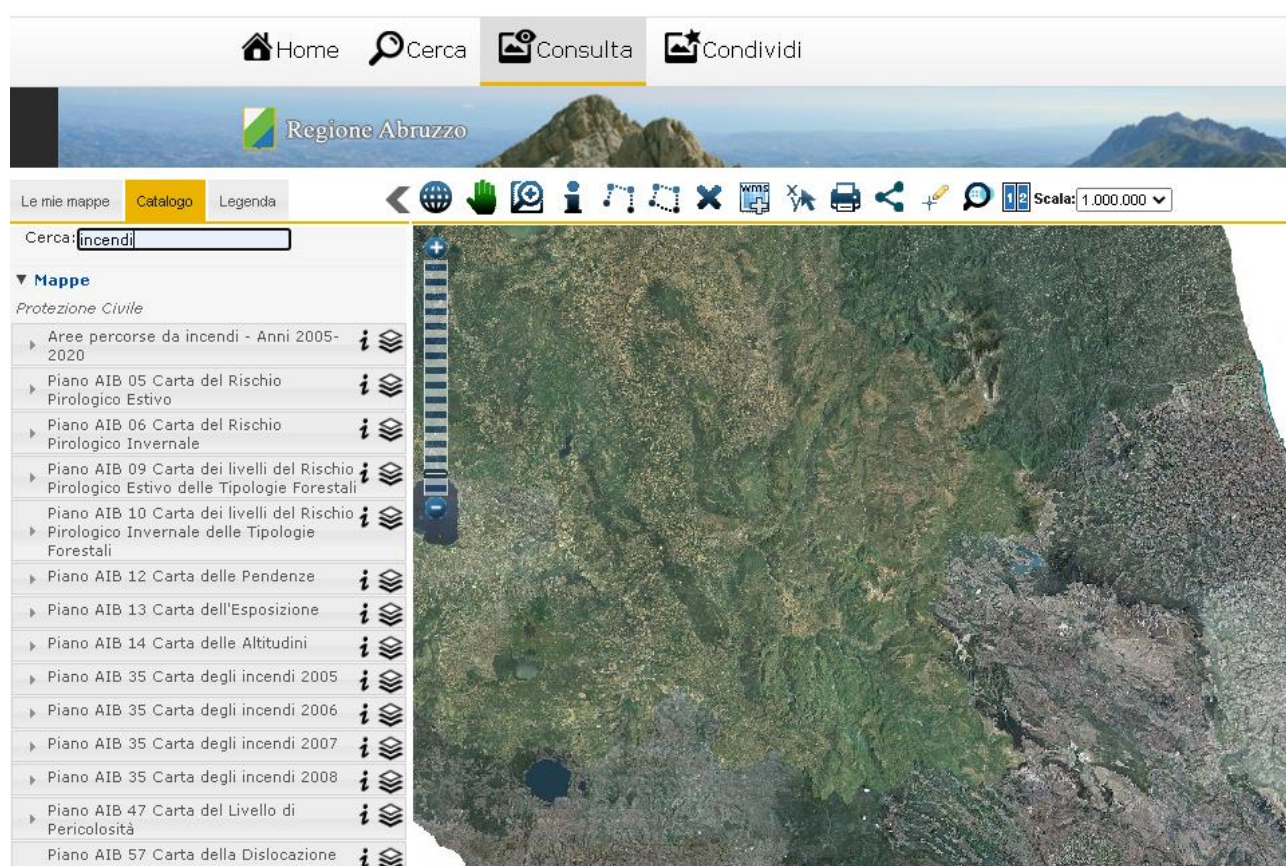 Home Cerca Consulta Condividi
Regione Abruzzo
Le mie mappe Catalogo Legenda wms x y 1 2 Scala: 1.000.000
Cerca: incendi
Mappe
Protezione Civile
Aree percorse da incendi - Anni 2005-
2020
Piano AIB 05 Carta del Rischio
Pirologico Estivo
Piano AIB 06 Carta del Rischio
Pirologico Invernale
Piano AIB 09 Carta dei livelli del Rischio
Pirologico Estivo delle Tipologie Forestali
Piano AIB 10 Carta dei livelli del Rischio
Pirologico Invernale delle Tipologie
Forestali
Piano AIB 12 Carta delle Pendenze
Piano AIB 13 Carta dell'Esposizione
Piano AIB 14 Carta delle Altitudini
Piano AIB 35 Carta degli incendi 2005
Piano AIB 35 Carta degli incendi 2006
Piano AIB 35 Carta degli incendi 2007
Piano AIB 35 Carta degli incendi 2008
Piano AIB 47 Carta del Livello di
Pericolosità
Piano AIB 57 Carta della Dislocazione